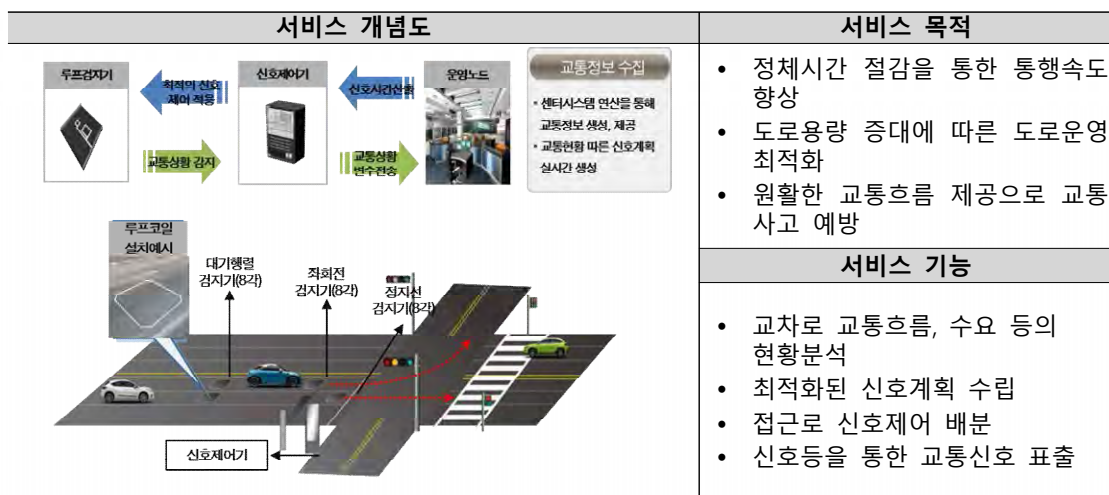 서비스 개념도
서비스 목적
루프검지기
최적의 신호
제어 적용
교통상황 감지
신호제어기
신호시간산출
교통상황
변수전송
운영노드
교통정보 수집
• 센터시스템 연산을 통해
교통정보 생성, 제공
• 교통현황 따른 신호계획
실시간 생성
루프코일
설치예시
대기행렬
검지기(8각)
좌회전
검지기(8각)
정지선
검지기(8각)
신호제어기
• 정체시간 절감을 통한 통행속도
향상
• 도로용량 증대에 따른 도로운영
최적화
• 원활한 교통흐름 제공으로 교통
사고 예방
서비스 기능
• 교차로 교통흐름, 수요 등의
현황분석
• 최적화된 신호계획 수립
• 접근로 신호제어 배분
• 신호등을 통한 교통신호 표출